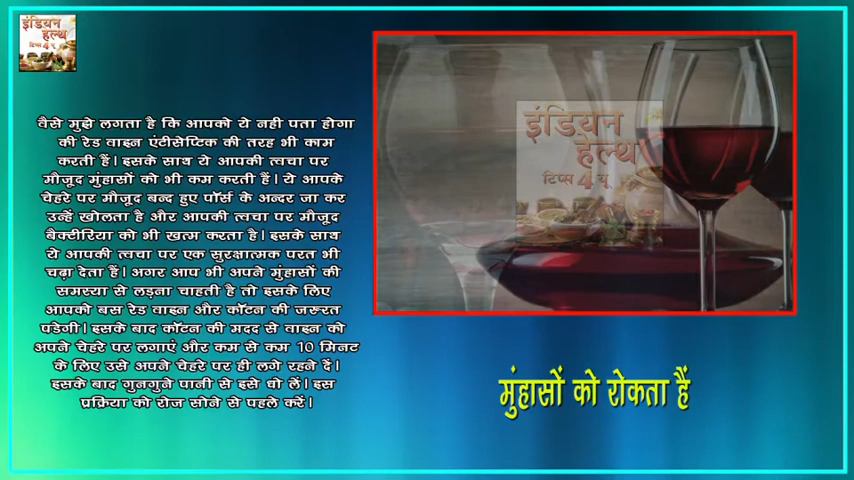 इंडियन
हेल्थ
टिप्स 4 यू
वैसे मुझे लगता है कि आपको ये नही पता होगा
की रेड वाइन एंटीसेप्टिक की तरह भी काम
करती हैं। इसके साथ ये आपकी त्वचा पर
मौजूद मुंहासों को भी कम करती हैं। ये आपके
चेहरे पर मौजूद बन्द हुए पॉर्स के अन्दर जा कर
उन्हें खोलता है और आपकी त्वचा पर मौजूद
बैक्टीरिया को भी खत्म करता है। इसके साथ
ये आपकी त्वचा पर एक सुरक्षात्मक परत भी
चढ़ा देता हैं। अगर आप भी अपने मुंहासों की
समस्या से लड़ना चाहती है तो इसके लिए
आपको बस रेड वाइन और कॉटन की जरूरत
पडेगी। इसके बाद कॉटन की मदद से वाइन को
अपने चेहरे पर लगाएं और कम से कम 10 मिनट
के लिए उसे अपने चेहरे पर ही लगे रहने दें।
इसके बाद गुनगुने पानी से इसे धो लें। इस
प्रक्रिया को रोज सोने से पहले करें।
इंडियन
हेल्थ
टिप्स 4 यू
मुंहासों को रोकता हैं